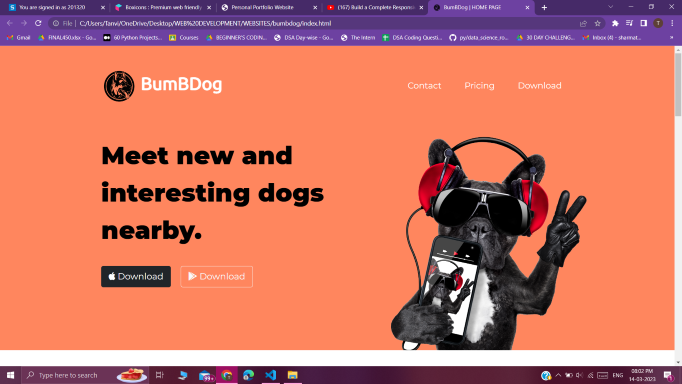 You are signed in as 201320
Boxicons : Premium web friendly
Personal Portfolio Website
(167) Build a Complete Respons
BumBDog | HOME PAGE
File | C:/Users/Tanvi/OneDrive/Desktop/WEB%20DEVELOPMENT/WEBSITES/bumbdog/index.html
T
Gmail
FINAL450.xlsx - Go...
60 Python Projects...
Courses
BEGINNER'S CODIN...
DSA Day-wise - Go...
The Intern
DSA Coding Questi...
py/data_science_ro...
30 DAY CHALLENG...
Inbox (4) - sharmat...
BumBDog
Contact Pricing Download
Meet new and
interesting dogs
nearby.
Download Download
Type here to search
99+
ENG
08:02 PM
14-03-2023